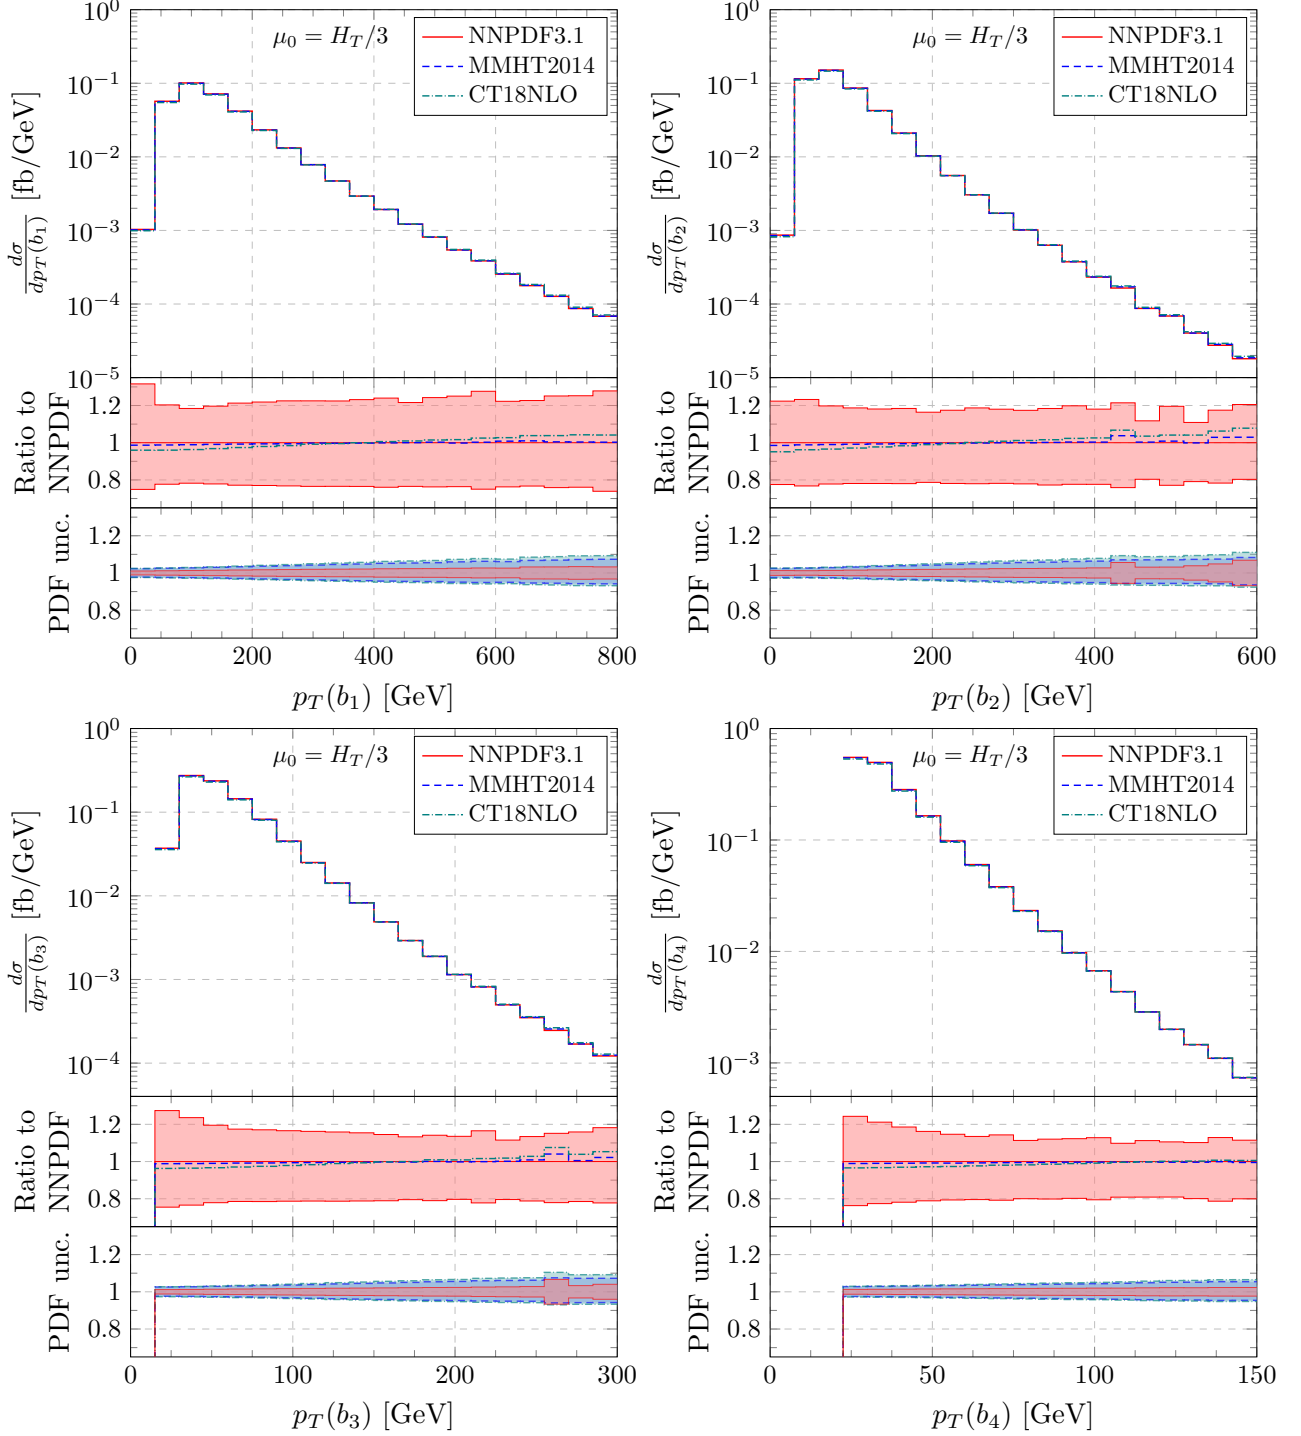 10^0
10^{-1}
10^{-2}
10^{-3}
10^{-4}
10^{-5}
\frac{dσ}{dp_T(b_1)} [fb/GeV]
μ_0 = H_T/3
NNPDF3.1
MMHT2014
CT18NLO
1.2
1
0.8
Ratio to
NNPDF
1.2
1
0.8
PDF unc.
0 200 400 600 800
p_T(b_1) [GeV]
10^0
10^{-1}
10^{-2}
10^{-3}
10^{-4}
10^{-5}
\frac{dσ}{dp_T(b_2)} [fb/GeV]
μ_0 = H_T/3
NNPDF3.1
MMHT2014
CT18NLO
1.2
1
0.8
Ratio to
NNPDF
1.2
1
0.8
PDF unc.
0 200 400 600
p_T(b_2) [GeV]
10^0
10^{-1}
10^{-2}
10^{-3}
10^{-4}
\frac{dσ}{dp_T(b_3)} [fb/GeV]
μ_0 = H_T/3
NNPDF3.1
MMHT2014
CT18NLO
1.2
1
0.8
Ratio to
NNPDF
1.2
1
0.8
PDF unc.
0 100 200 300
p_T(b_3) [GeV]
10^0
10^{-1}
10^{-2}
10^{-3}
\frac{dσ}{dp_T(b_4)} [fb/GeV]
μ_0 = H_T/3
NNPDF3.1
MMHT2014
CT18NLO
1.2
1
0.8
Ratio to
NNPDF
1.2
1
0.8
PDF unc.
0 50 100 150
p_T(b_4) [GeV]